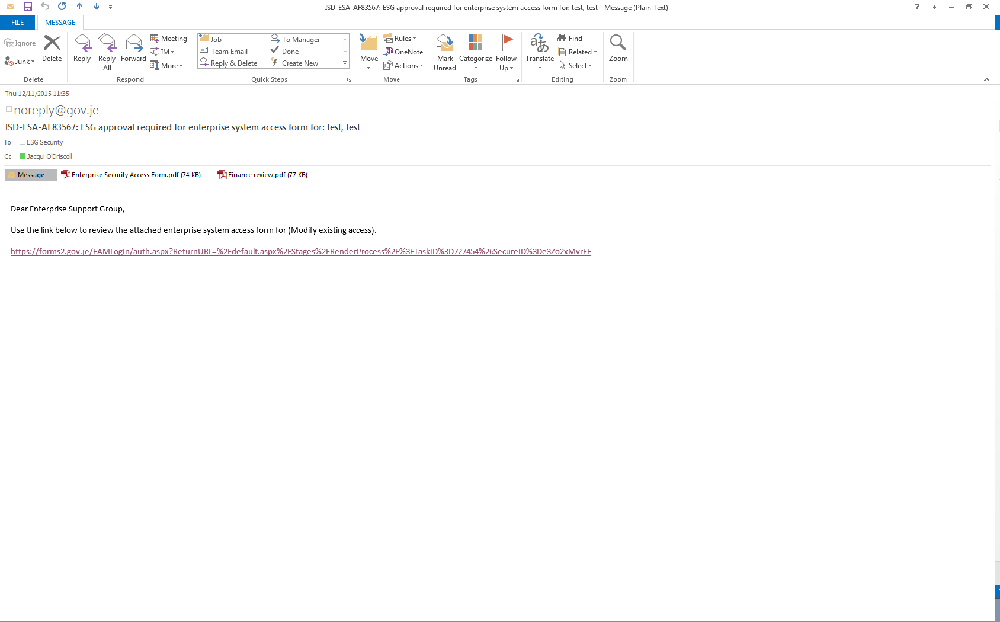 ISD-ESA-AF83567: ESG approval required for enterprise system access form for: test, test - Message (Plain Text)
?
FILE
MESSAGE
Ignore
Junk
Delete
Delete
Reply
Reply
All
Forward
Meeting
IM
More
Respond
Job
Team Email
Reply & Delete
To Manager
Done
Create New
Quick Steps
Move
Rules
OneNote
Actions
Move
Mark
Unread
Categorize
Follow
Up
Tags
Translate
Find
Related
Select
Editing
Zoom
Zoom
Thu 12/11/2015 11:35
noreply@gov.je
ISD-ESA-AF83567: ESG approval required for enterprise system access form for: test, test
To ESG Security
Cc Jacqui O'Driscoll
Message Enterprise Security Access Form.pdf (74 KB) Finance review.pdf (77 KB)
Dear Enterprise Support Group,
Use the link below to review the attached enterprise system access form for (Modify existing access).
https://forms2.gov.je/FAMLogIn/auth.aspx?ReturnURL=%2Fdefault.aspx%2FStages%2FRenderProcess%2F%3FTaskID%3D727454%26SecureID%3De3Zo2xMvrFF